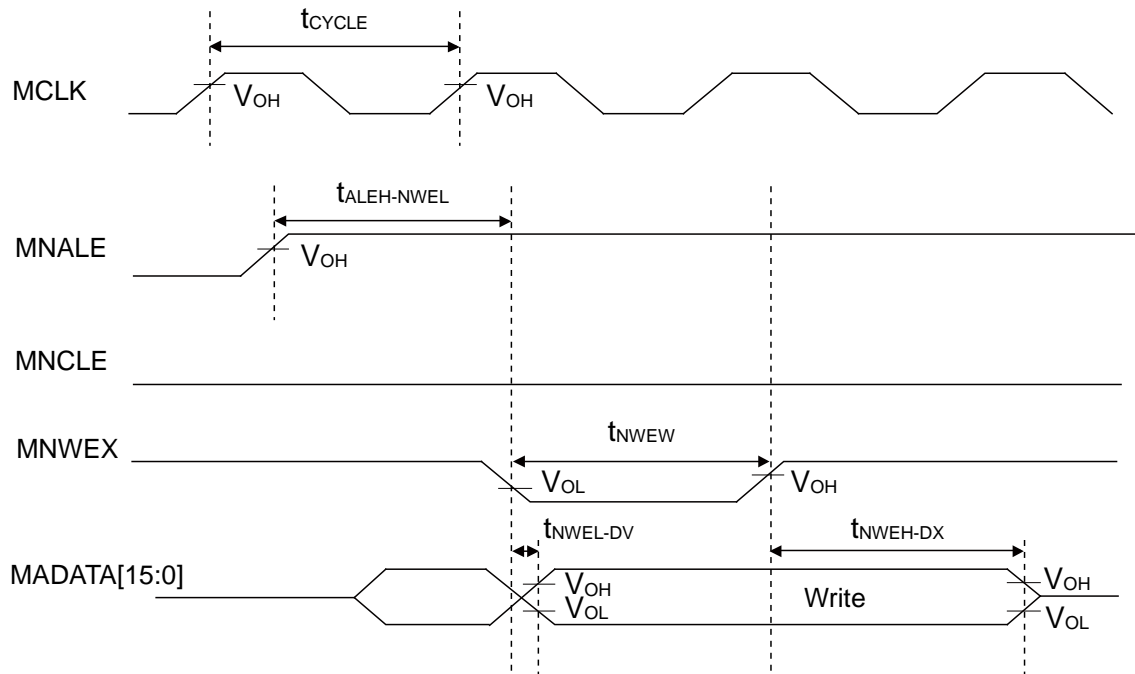 tCYCLE
MCLK
VOH
VOH
tALEH-NWEL
MNALE
VOH
MNCLE
MNWEX
tNWEW
VOL
VOH
tNWEL-DV
tNWEH-DX
MADATA[15:0]
VOH
VOL
Write
VOH
VOL